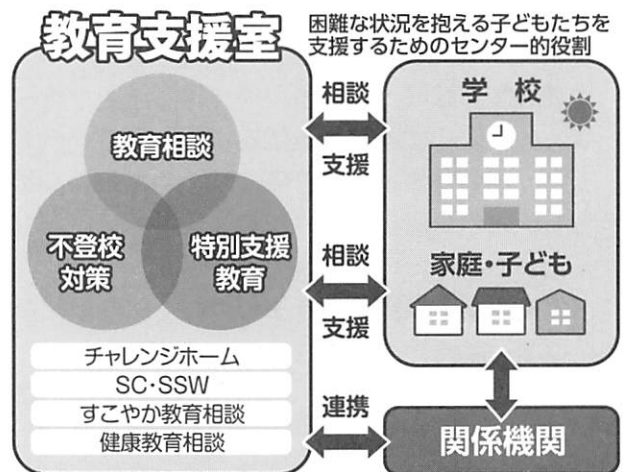 教育支援室
困難な状況を抱える子どもたちを
支援するためのセンター的役割
教育相談
不登校
対策
特別支援
教育
チャレンジホーム
SC・SSW
すこやか教育相談
健康教育相談
相談
支援
相談
支援
連携
学校
家庭・子ども
関係機関